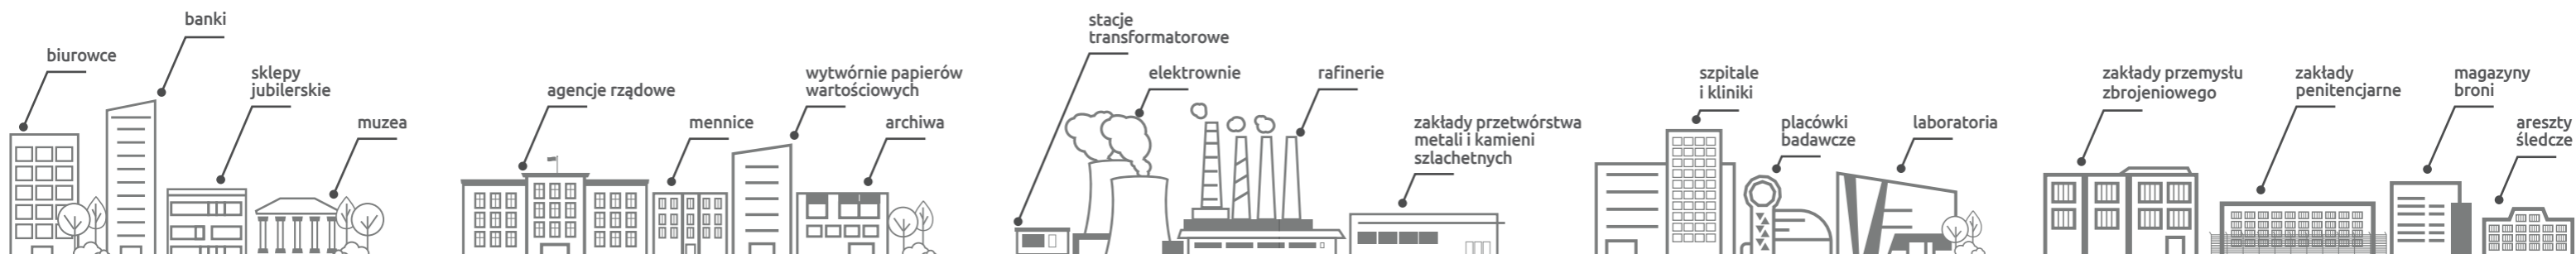 biurowce
banki
sklepy
jubilerskie
muzea
agencje rządowe
mennice
wytwórnie papierów
wartościowych
archiwa
stacje
transformatorowe
elektrownie
rafinerie
zakłady przetwórstwa
metali i kamieni
szlachetnych
szpitale
i kliniki
placówki
badawcze
laboratoria
zakłady przemysłu
zbrojeniowego
zakłady
penitencjarne
magazyny
broni
areszty
śledcze